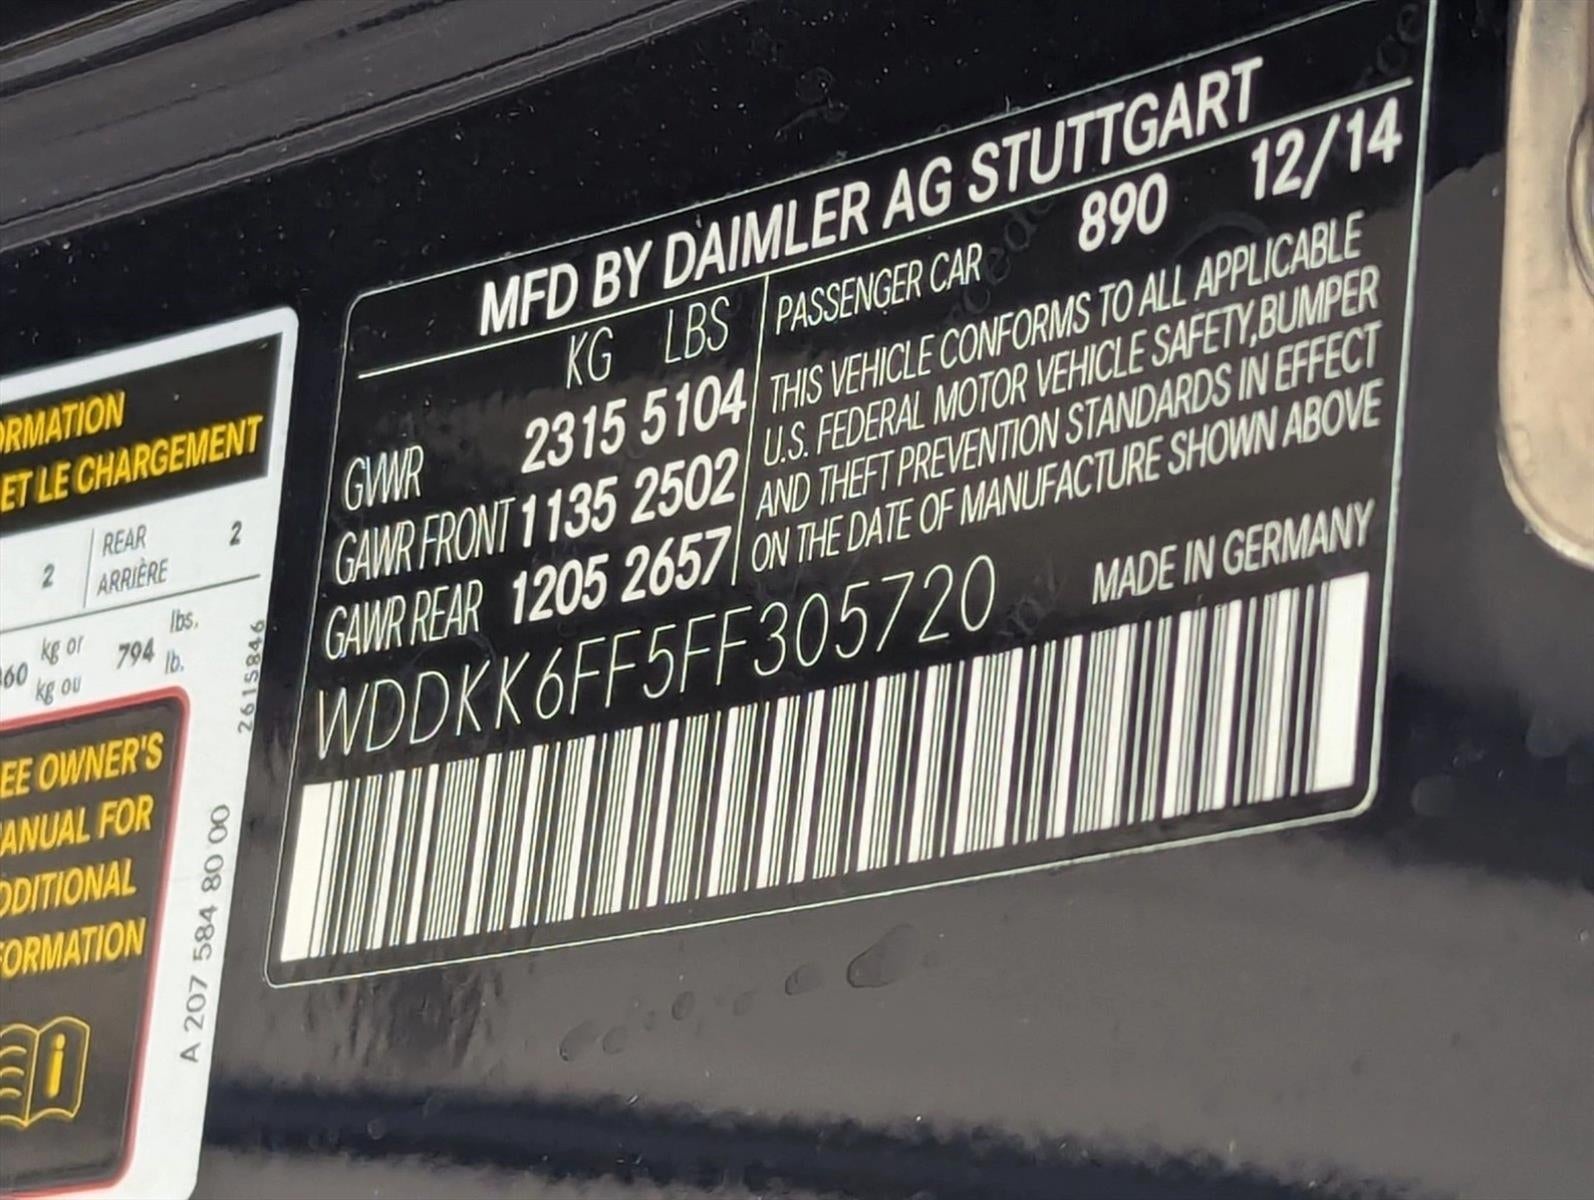 MFD BY DAIMLER AG STUTTGART
KG LBS
GVWR 2315 5104
GAWR FRONT 1135 2502
GAWR REAR 1205 2657
PASSENGER CAR 890 12/14
THIS VEHICLE CONFORMS TO ALL APPLICABLE
U.S. FEDERAL MOTOR VEHICLE SAFETY,BUMPER
AND THEFT PREVENTION STANDARDS IN EFFECT
ON THE DATE OF MANUFACTURE SHOWN ABOVE
WDDKK6FF5FF305720
MADE IN GERMANY
ORMATION
ET LE CHARGEMENT
2 REAR 2
ARRIÈRE
60 kg or 794 lbs.
kg ou lb.
2615846
EE OWNER'S
ANUAL FOR
DDITIONAL
FORMATION
A 207 584 80 00
i